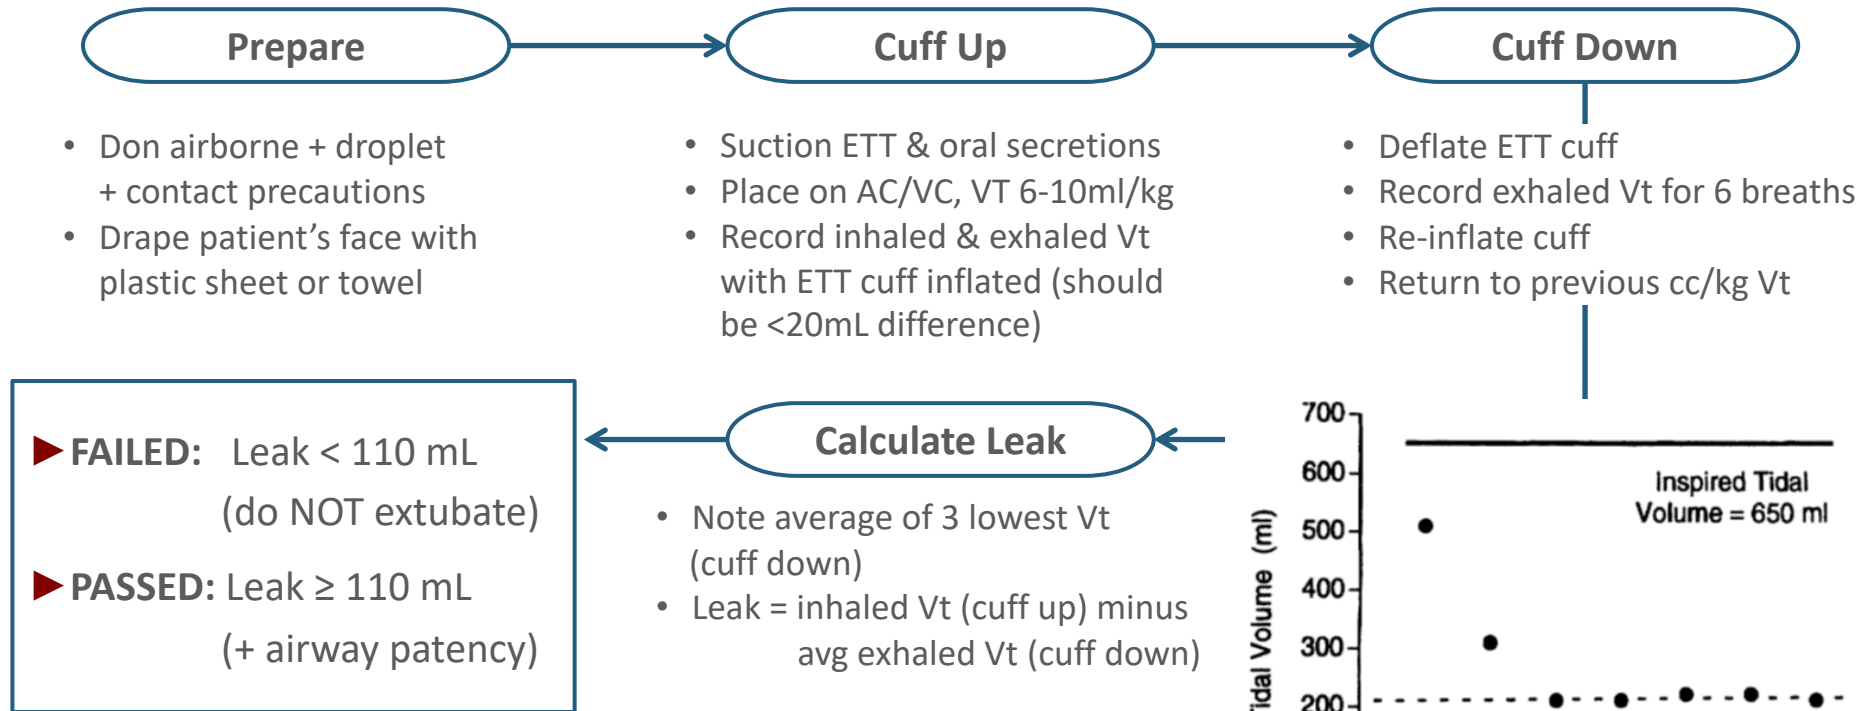 Prepare
Cuff Up
Cuff Down
• Don airborne + droplet
+ contact precautions
• Drape patient’s face with
plastic sheet or towel
• Suction ETT & oral secretions
• Place on AC/VC, VT 6-10ml/kg
• Record inhaled & exhaled Vt
with ETT cuff inflated (should
be <20mL difference)
• Deflate ETT cuff
• Record exhaled Vt for 6 breaths
• Re-inflate cuff
• Return to previous cc/kg Vt
FAILED: Leak < 110 mL
(do NOT extubate)
PASSED: Leak ≥ 110 mL
(+ airway patency)
Calculate Leak
• Note average of 3 lowest Vt
(cuff down)
• Leak = inhaled Vt (cuff up) minus
avg exhaled Vt (cuff down)
700
600
500
400
300
200
Tidal Volume (ml)
Inspired Tidal
Volume = 650 ml